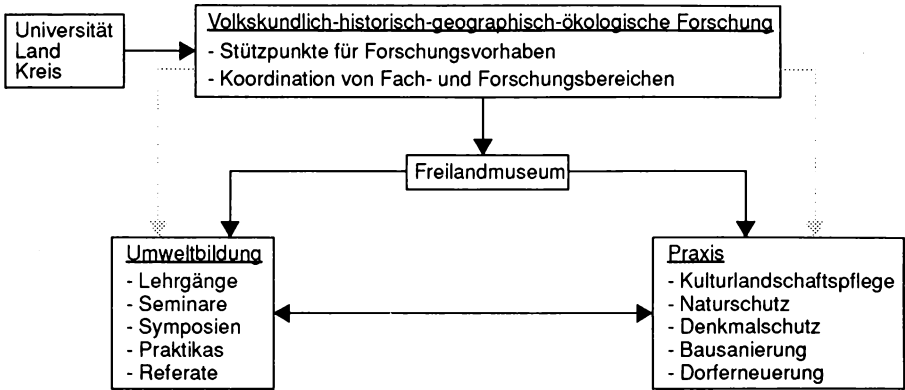 Universität
Land
Kreis
Volkskundlich-historisch-geographisch-ökologische Forschung
- Stützpunkte für Forschungsvorhaben
- Koordination von Fach- und Forschungsbereichen
Freilandmuseum
Umweltbildung
- Lehrgänge
- Seminare
- Symposien
- Praktikas
- Referate
Praxis
- Kulturlandschaftspflege
- Naturschutz
- Denkmalschutz
- Bausanierung
- Dorferneuerung